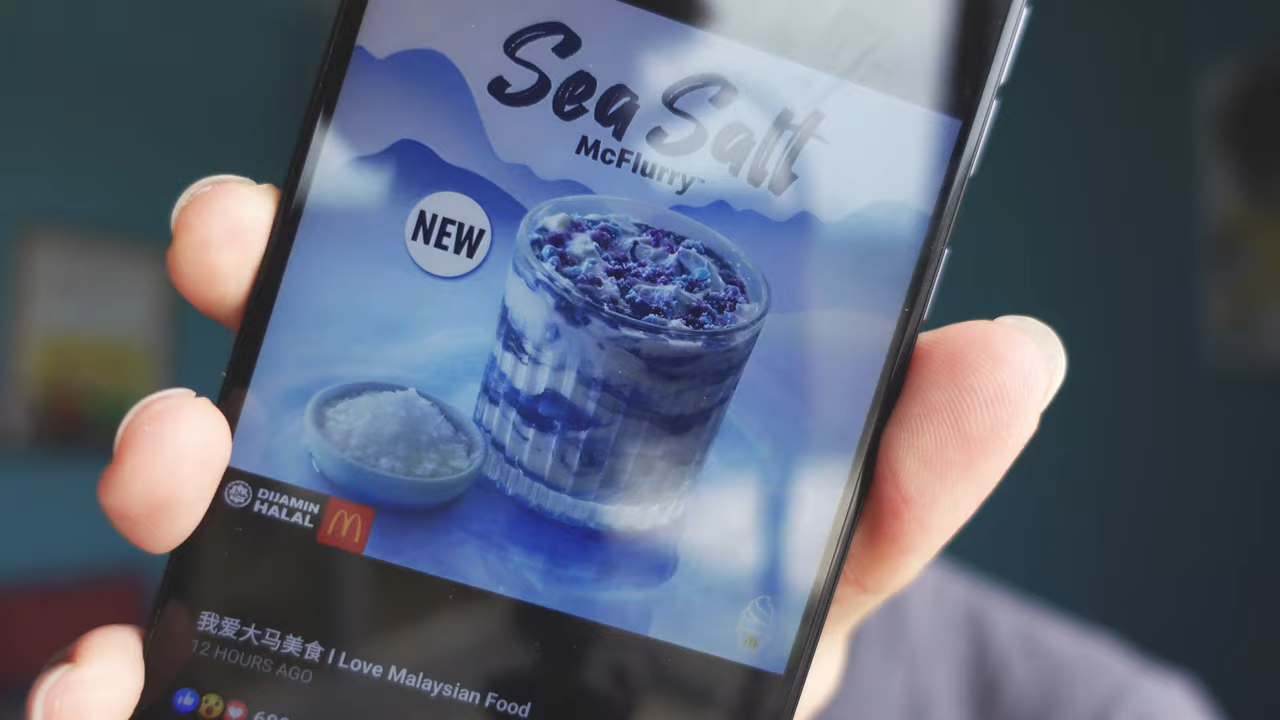 Sea Salt
McFlurry™
NEW
DIJAMIN
HALAL
我爱大马美食 I Love Malaysian Food
12 HOURS AGO